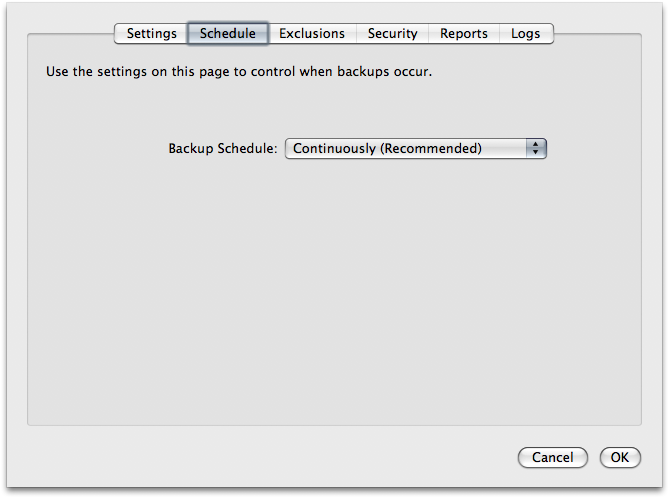 Settings Schedule Exclusions Security Reports Logs
Use the settings on this page to control when backups occur.
Backup Schedule: Continuously (Recommended)
Cancel OK